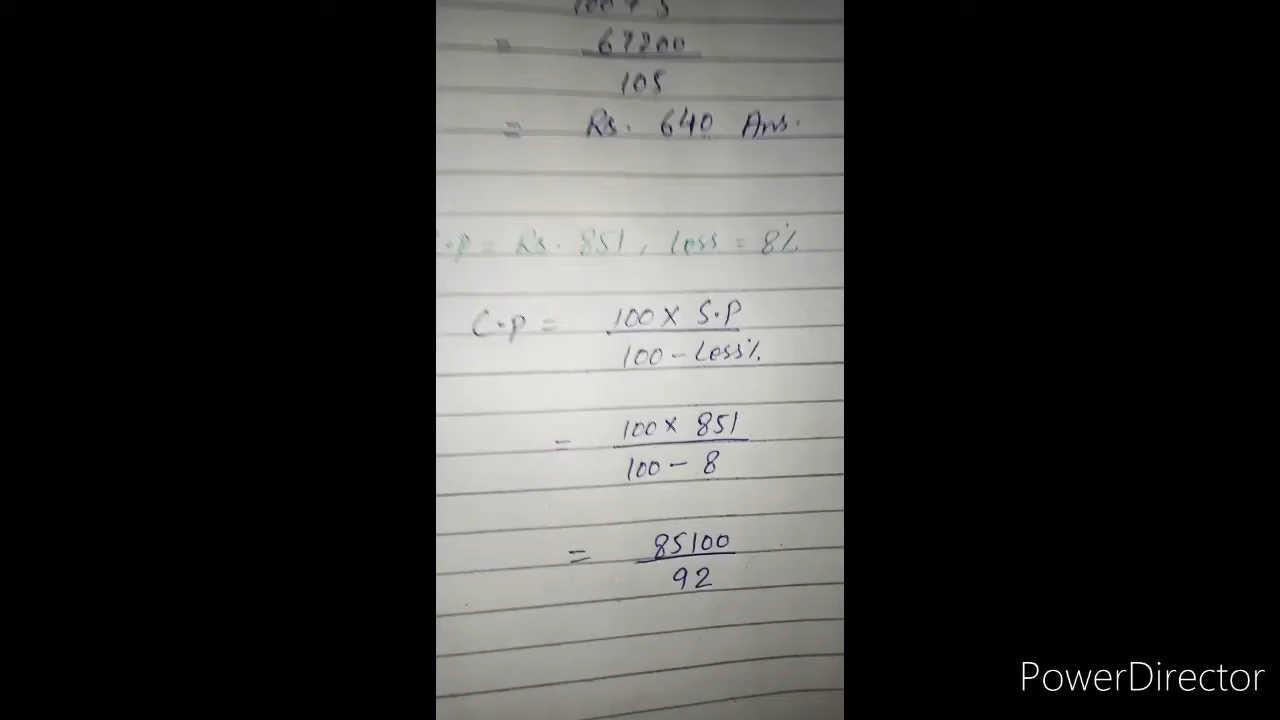 = 67200
105
= Rs. 640 Ans.
.p = Rs. 851, Less = 8%
C.p = 100 x S.P
100 - Less%
= 100 x 851
100 - 8
= 85100
92
PowerDirector